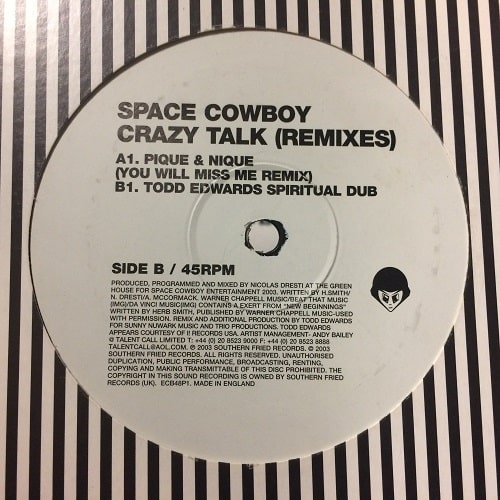 SPACE COWBOY
CRAZY TALK (REMIXES)
A1. PIQUE & NIQUE
(YOU WILL MISS ME REMIX)
B1. TODD EDWARDS SPIRITUAL DUB
SIDE B / 45RPM
PRODUCED, PROGRAMMED AND MIXED BY NICOLAS DRESTI AT THE GREEN
HOUSE FOR SPACE COWBOY ENTERTAINMENT 2003. WRITTEN BY H.SMITH/
N. DRESTI/A. MCCORMACK. WARNER CHAPPELL MUSIC/BEAT THAT MUSIC
(IMG)/DA VINCI MUSIC(IMG) CONTAINS A EXERT FROM "NEW BEGINNINGS"
WRITTEN BY HERB SMITH, PUBLISHED BY WARNER CHAPPELL MUSIC-USED
WITH PERMISSION. REMIX AND ADDITIONAL PRODUCTION BY TODD EDWARDS
FOR SUNNY NUWARK MUSIC AND TRIO PRODUCTIONS. TODD EDWARDS
APPEARS COURTESY OF I! RECORDS USA. ARTIST MANAGEMENT- ANDY BAILEY
@ TALENT CALL LIMITED T: +44 (0) 20 8523 9000 F: +44 (0) 20 8523 8888
TALENTCALL@AOL.COM. ℗ 2003 SOUTHERN FRIED RECORDS. © 2003
SOUTHERN FRIED RECORDS. ALL RIGHTS RESERVED. UNAUTHORISED
DUPLICATION, PUBLIC PERFORMANCE, BROADCASTING, RENTING,
COPYING AND MAKING TRANSMITTABLE OF THIS DISC PROHIBITED. THE
COPYRIGHT IN THIS SOUND RECORDING IS OWNED BY SOUTHERN FRIED
RECORDS (UK). ECB48P1. MADE IN ENGLAND